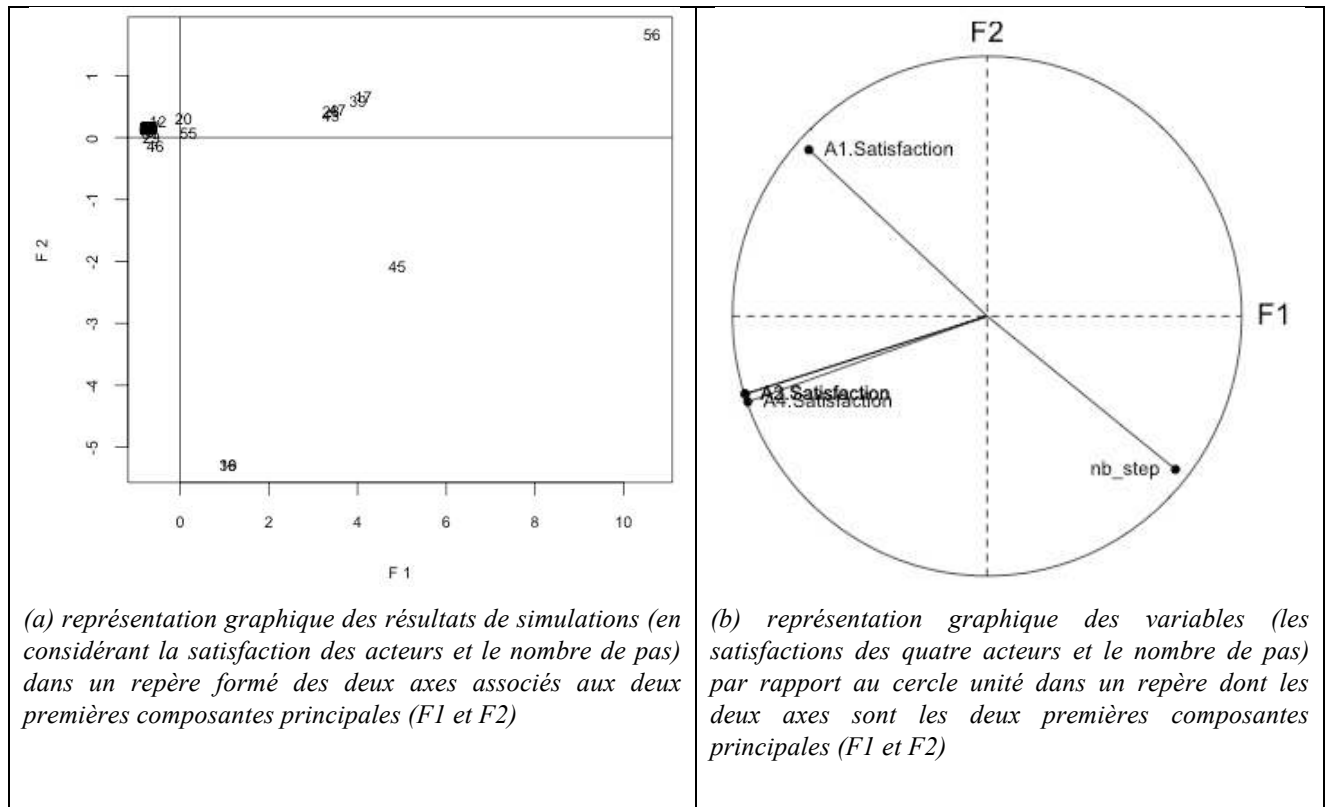 56
1
17
39
28
47
43
12
20
0
55
46
-1
F 2
-2
45
-3
-4
-5
0
2
4
6
8
10
F 1
F2
A1.Satisfaction
F1
A4.Satisfaction
nb_step
(a) représentation graphique des résultats de simulations (en
considérant la satisfaction des acteurs et le nombre de pas)
dans un repère formé des deux axes associés aux deux
premières composantes principales (F1 et F2)
(b) représentation graphique des variables (les
satisfactions des quatre acteurs et le nombre de pas)
par rapport au cercle unité dans un repère dont les
deux axes sont les deux premières composantes
principales (F1 et F2)